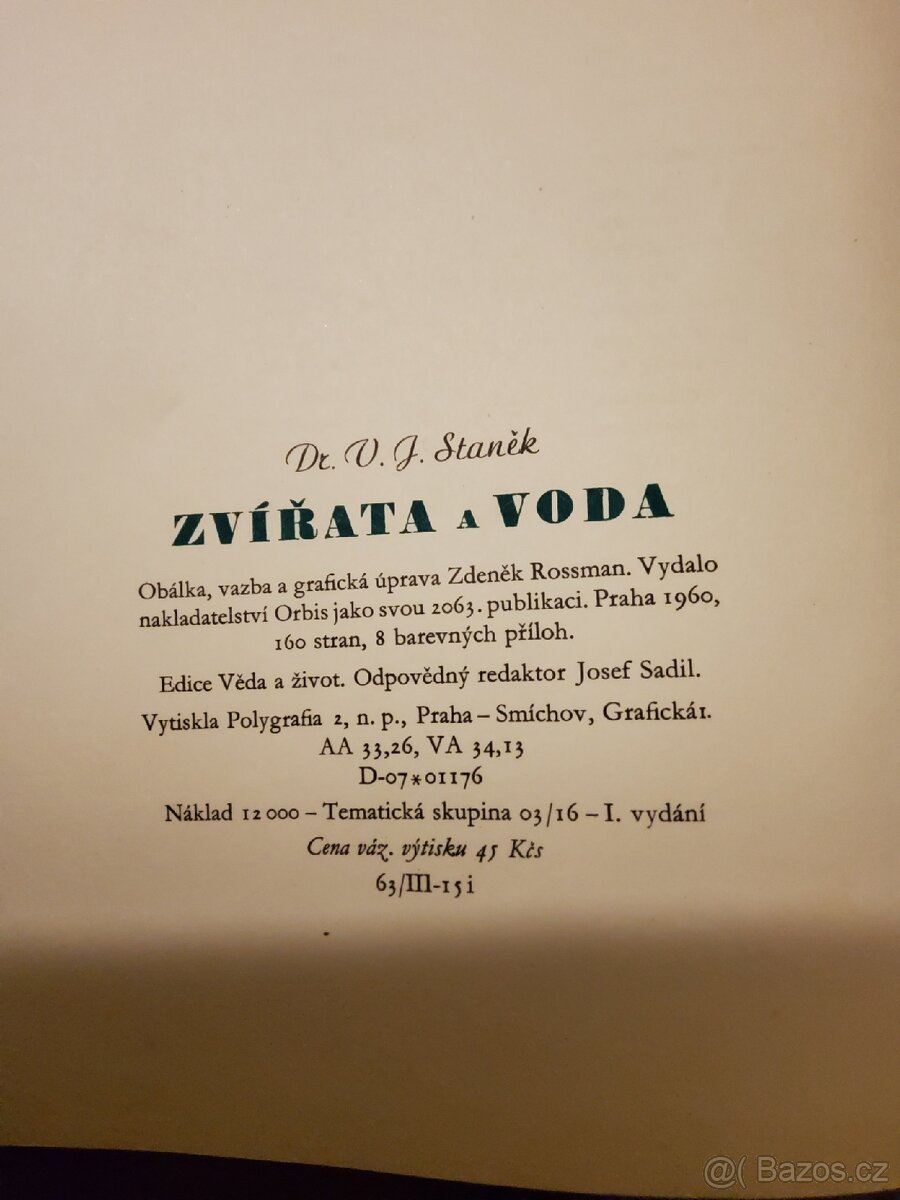 Dr. V. J. Staněk
ZVÍŘATA A VODA
Obálka, vazba a grafická úprava Zdeněk Rossman. Vydalo
nakladatelství Orbis jako svou 2063. publikaci. Praha 1960,
160 stran, 8 barevných příloh.
Edice Věda a život. Odpovědný redaktor Josef Sadil.
Vytiskla Polygrafia 2, n. p., Praha – Smíchov, Grafická1.
AA 33,26, VA 34,13
D-07*01176
Náklad 12 000 – Tematická skupina 03/16 – I. vydání
Cena váz. výtisku 45 Kčs
63/III-15i
@( Bazos.cz